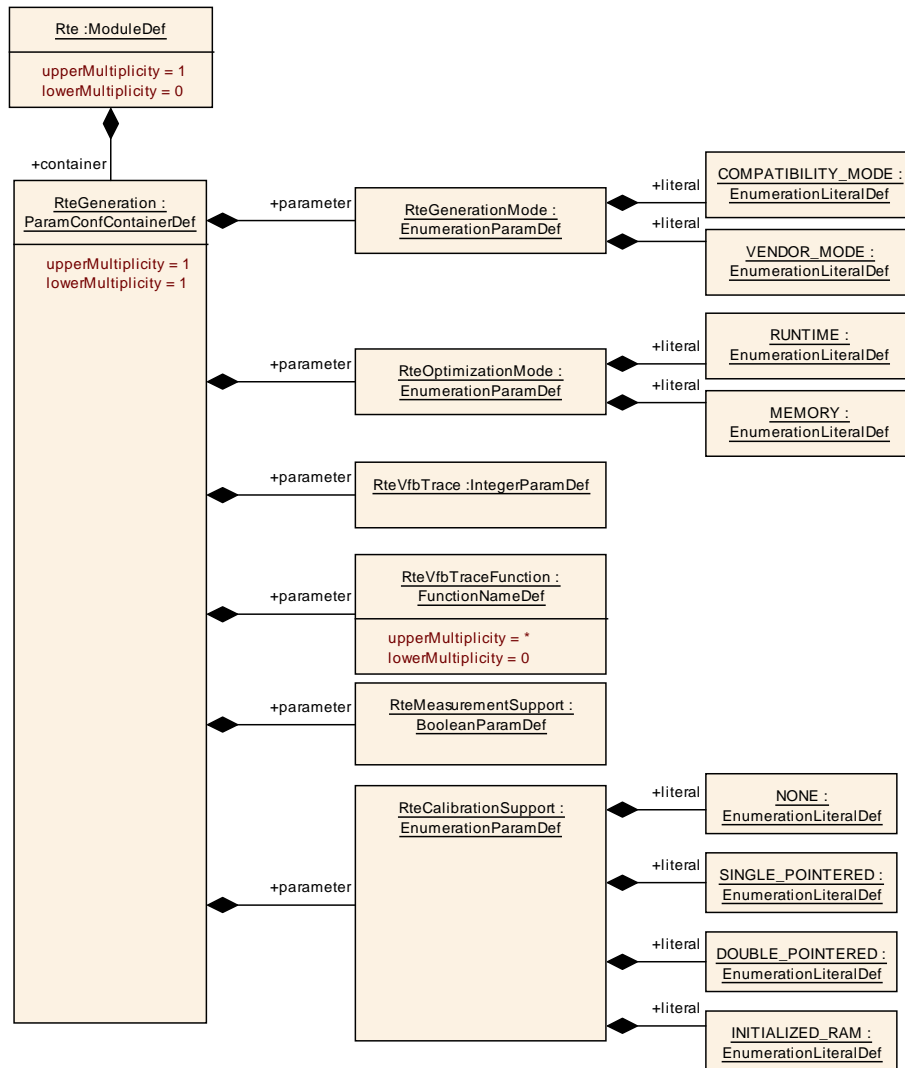 Rte :ModuleDef
upperMultiplicity = 1
lowerMultiplicity = 0
+container
RteGeneration :
ParamConfContainerDef
upperMultiplicity = 1
lowerMultiplicity = 1
+parameter
RteGenerationMode :
EnumerationParamDef
+literal
COMPATIBILITY_MODE :
EnumerationLiteralDef
+literal
VENDOR_MODE :
EnumerationLiteralDef
+parameter
RteOptimizationMode :
EnumerationParamDef
+literal
RUNTIME :
EnumerationLiteralDef
+literal
MEMORY :
EnumerationLiteralDef
+parameter
RteVfbTrace :IntegerParamDef
+parameter
RteVfbTraceFunction :
FunctionNameDef
upperMultiplicity = *
lowerMultiplicity = 0
+parameter
RteMeasurementSupport :
BooleanParamDef
+parameter
RteCalibrationSupport :
EnumerationParamDef
+literal
NONE :
EnumerationLiteralDef
+literal
SINGLE_POINTERED :
EnumerationLiteralDef
+literal
DOUBLE_POINTERED :
EnumerationLiteralDef
+literal
INITIALIZED_RAM :
EnumerationLiteralDef